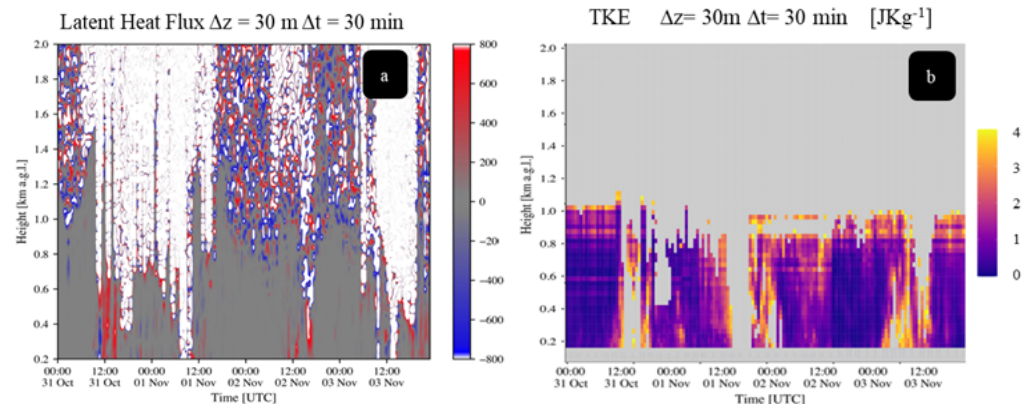 Latent Heat Flux Δz = 30 m Δt = 30 min
a
2.0
1.8
1.6
1.4
1.2
1.0
0.8
0.6
0.4
0.2
Height [km a.g.l.]
00:00 12:00 00:00 12:00 00:00 12:00 00:00 12:00
31 Oct 31 Oct 01 Nov 01 Nov 02 Nov 02 Nov 03 Nov 03 Nov
Time [UTC]
800
600
400
200
0
−200
−400
−600
−800
TKE Δz= 30m Δt= 30 min [JKg-1]
b
2.0
1.8
1.6
1.4
1.2
1.0
0.8
0.6
0.4
0.2
Height [km a.g.l.]
00:00 12:00 00:00 12:00 00:00 12:00 00:00 12:00
31 Oct 31 Oct 01 Nov 01 Nov 02 Nov 02 Nov 03 Nov 03 Nov
Time [UTC]
4
3
2
1
0